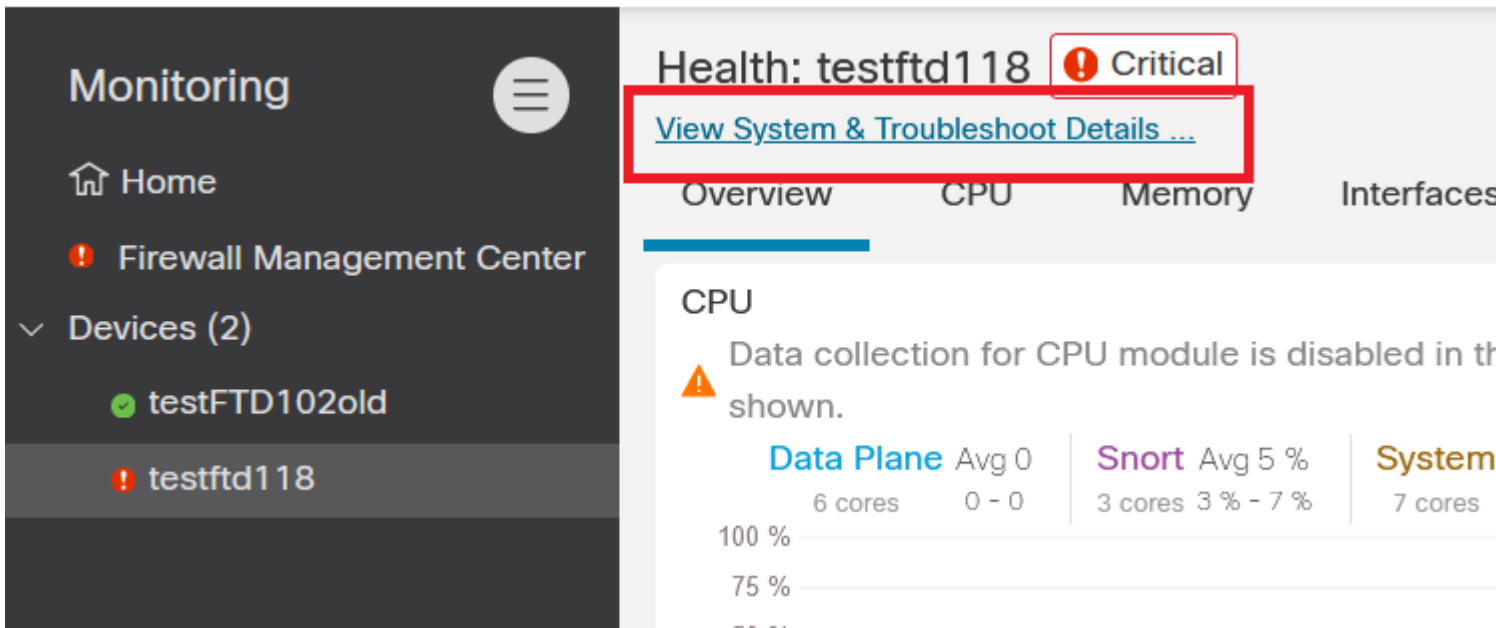 Monitoring
Home
Firewall Management Center
Devices (2)
testFTD102old
testftd118
Health: testftd118 Critical
View System & Troubleshoot Details ...
Overview CPU Memory Interfaces
CPU
Data collection for CPU module is disabled in
shown.
Data Plane Avg 0 Snort Avg 5 % System
6 cores 0 - 0 3 cores 3 % - 7 % 7 cores
100 %
75 %